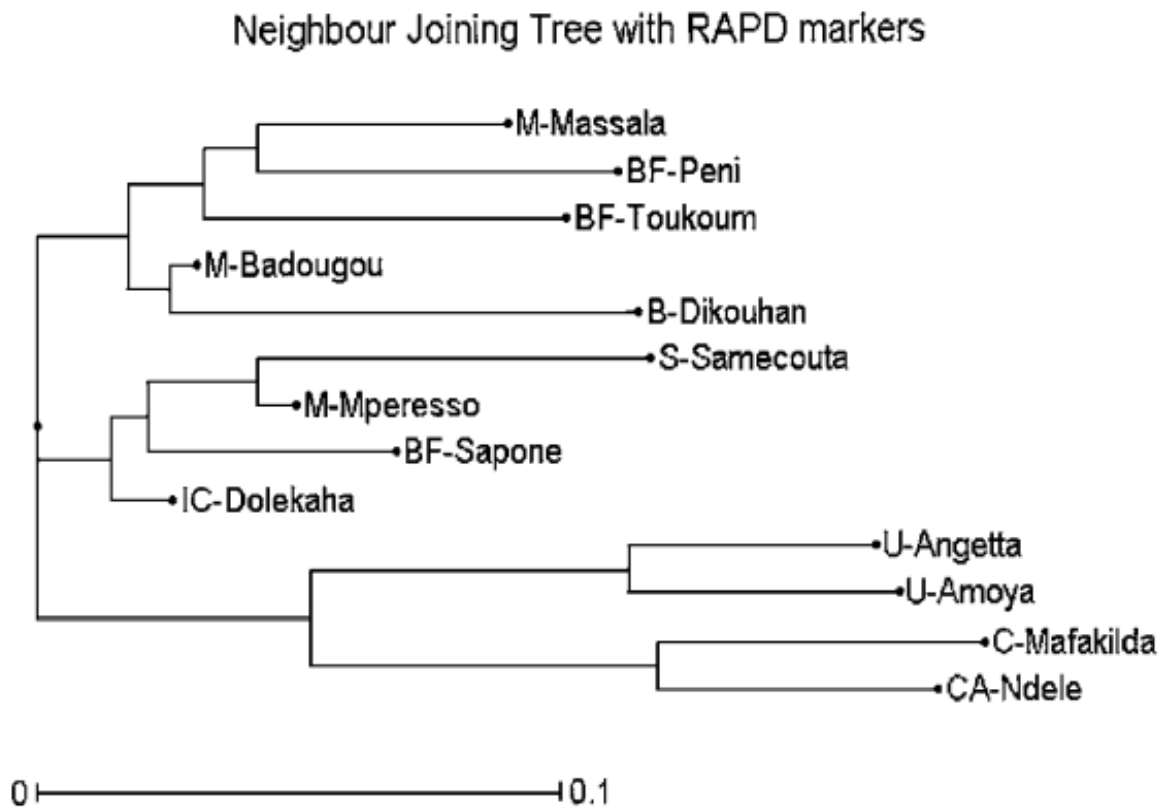 Neighbour Joining Tree with RAPD markers
M-Massala
BF-Peni
BF-Toukoum
M-Badougou
B-Dikouhan
S-Samecouta
M-Mperesso
BF-Sapone
IC-Dolekaha
U-Angetta
U-Amoya
C-Mafakilda
CA-Ndele
0 0.1